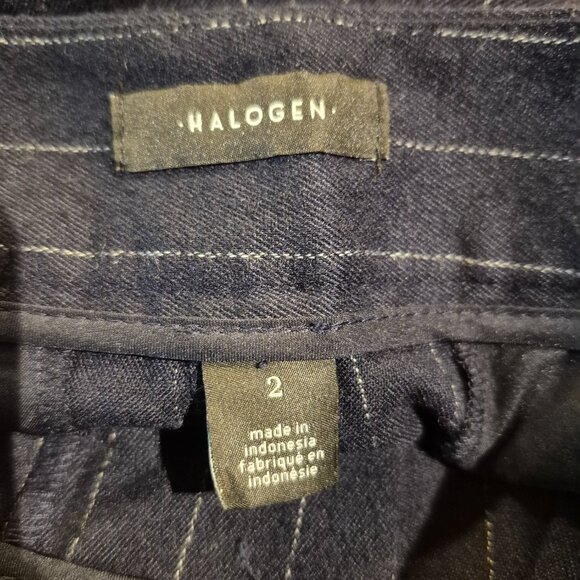 ·HALOGEN·
2
made in
indonesia
fabriqué en
indonésie